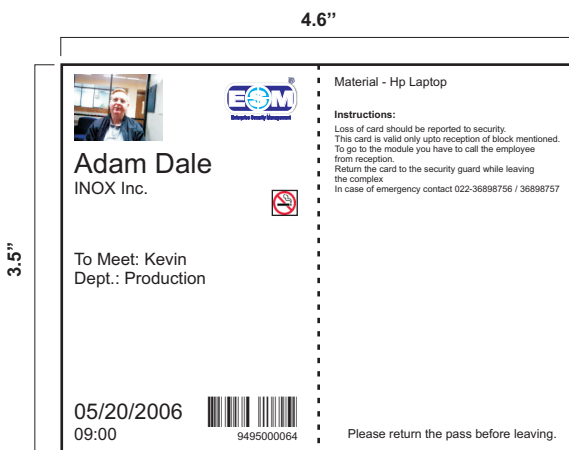 4.6”
3.5”
ESM
®
Enterprise Security Management
Adam Dale
INOX Inc.
To Meet: Kevin
Dept.: Production
05/20/2006
09:00
9495000064
Material - Hp Laptop
Instructions:
Loss of card should be reported to security.
This card is valid only upto reception of block mentioned.
To go to the module you have to call the employee
from reception.
Return the card to the security guard while leaving
the complex
In case of emergency contact 022-36898756 / 36898757
Please return the pass before leaving.